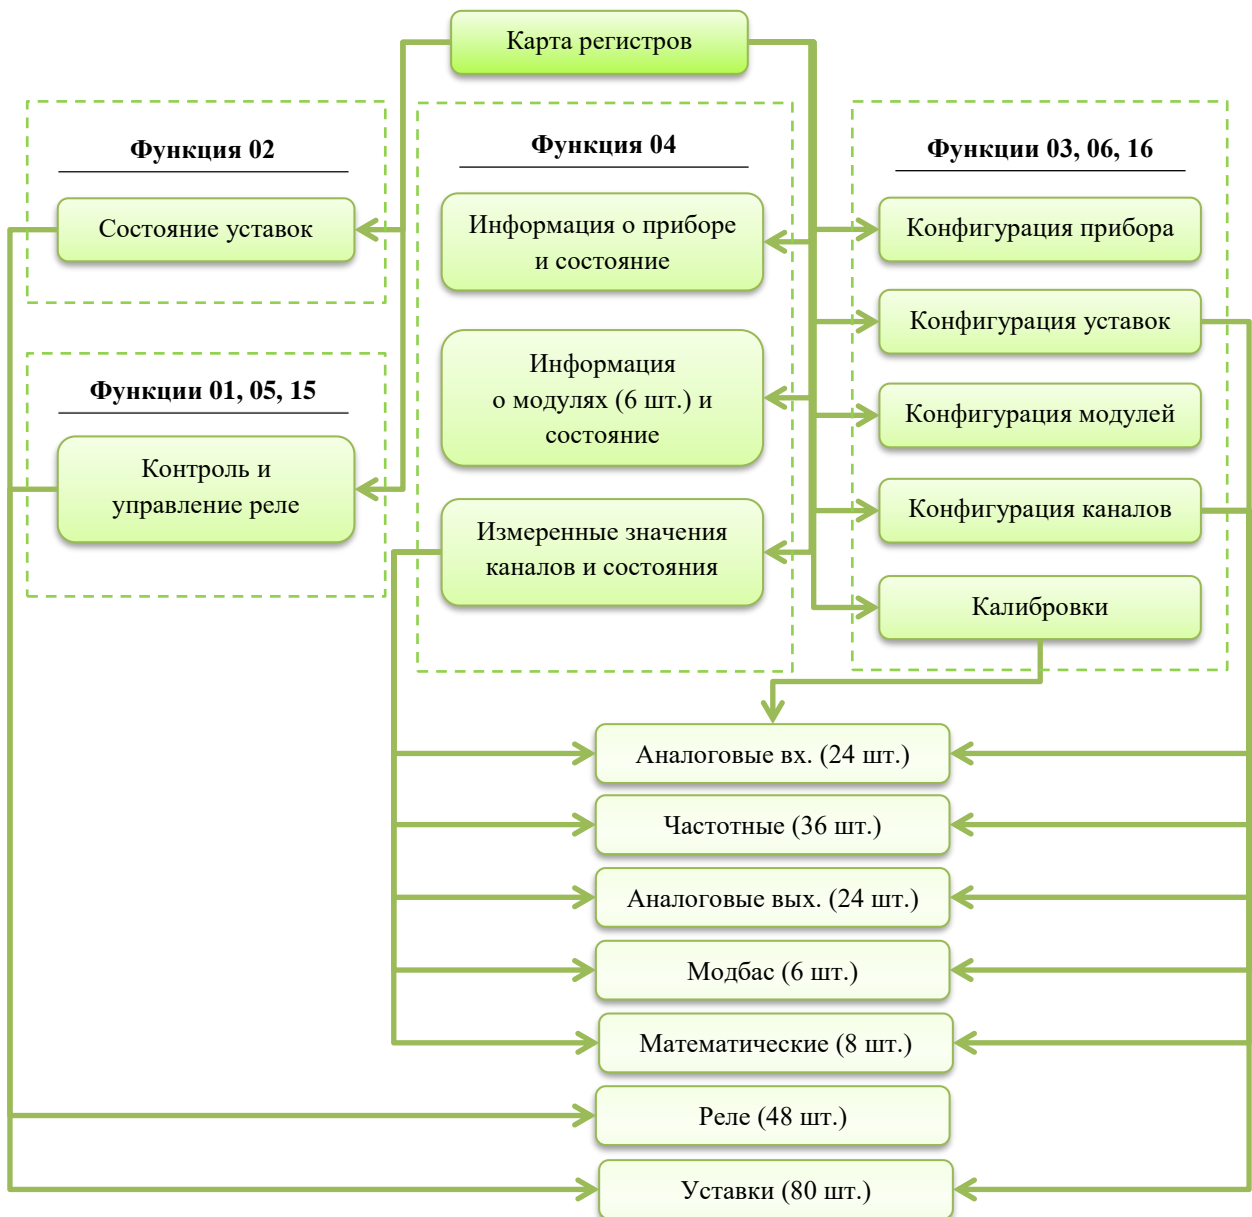 Карта регистров
Функция 02
Состояние уставок
Функции 01, 05, 15
Контроль и
управление реле
Функция 04
Информация о приборе
и состояние
Информация
о модулях (6 шт.) и
состояние
Измеренные значения
каналов и состояния
Функции 03, 06, 16
Конфигурация прибора
Конфигурация уставок
Конфигурация модулей
Конфигурация каналов
Калибровки
Аналоговые вх. (24 шт.)
Частотные (36 шт.)
Аналоговые вых. (24 шт.)
Модбас (6 шт.)
Математические (8 шт.)
Реле (48 шт.)
Уставки (80 шт.)